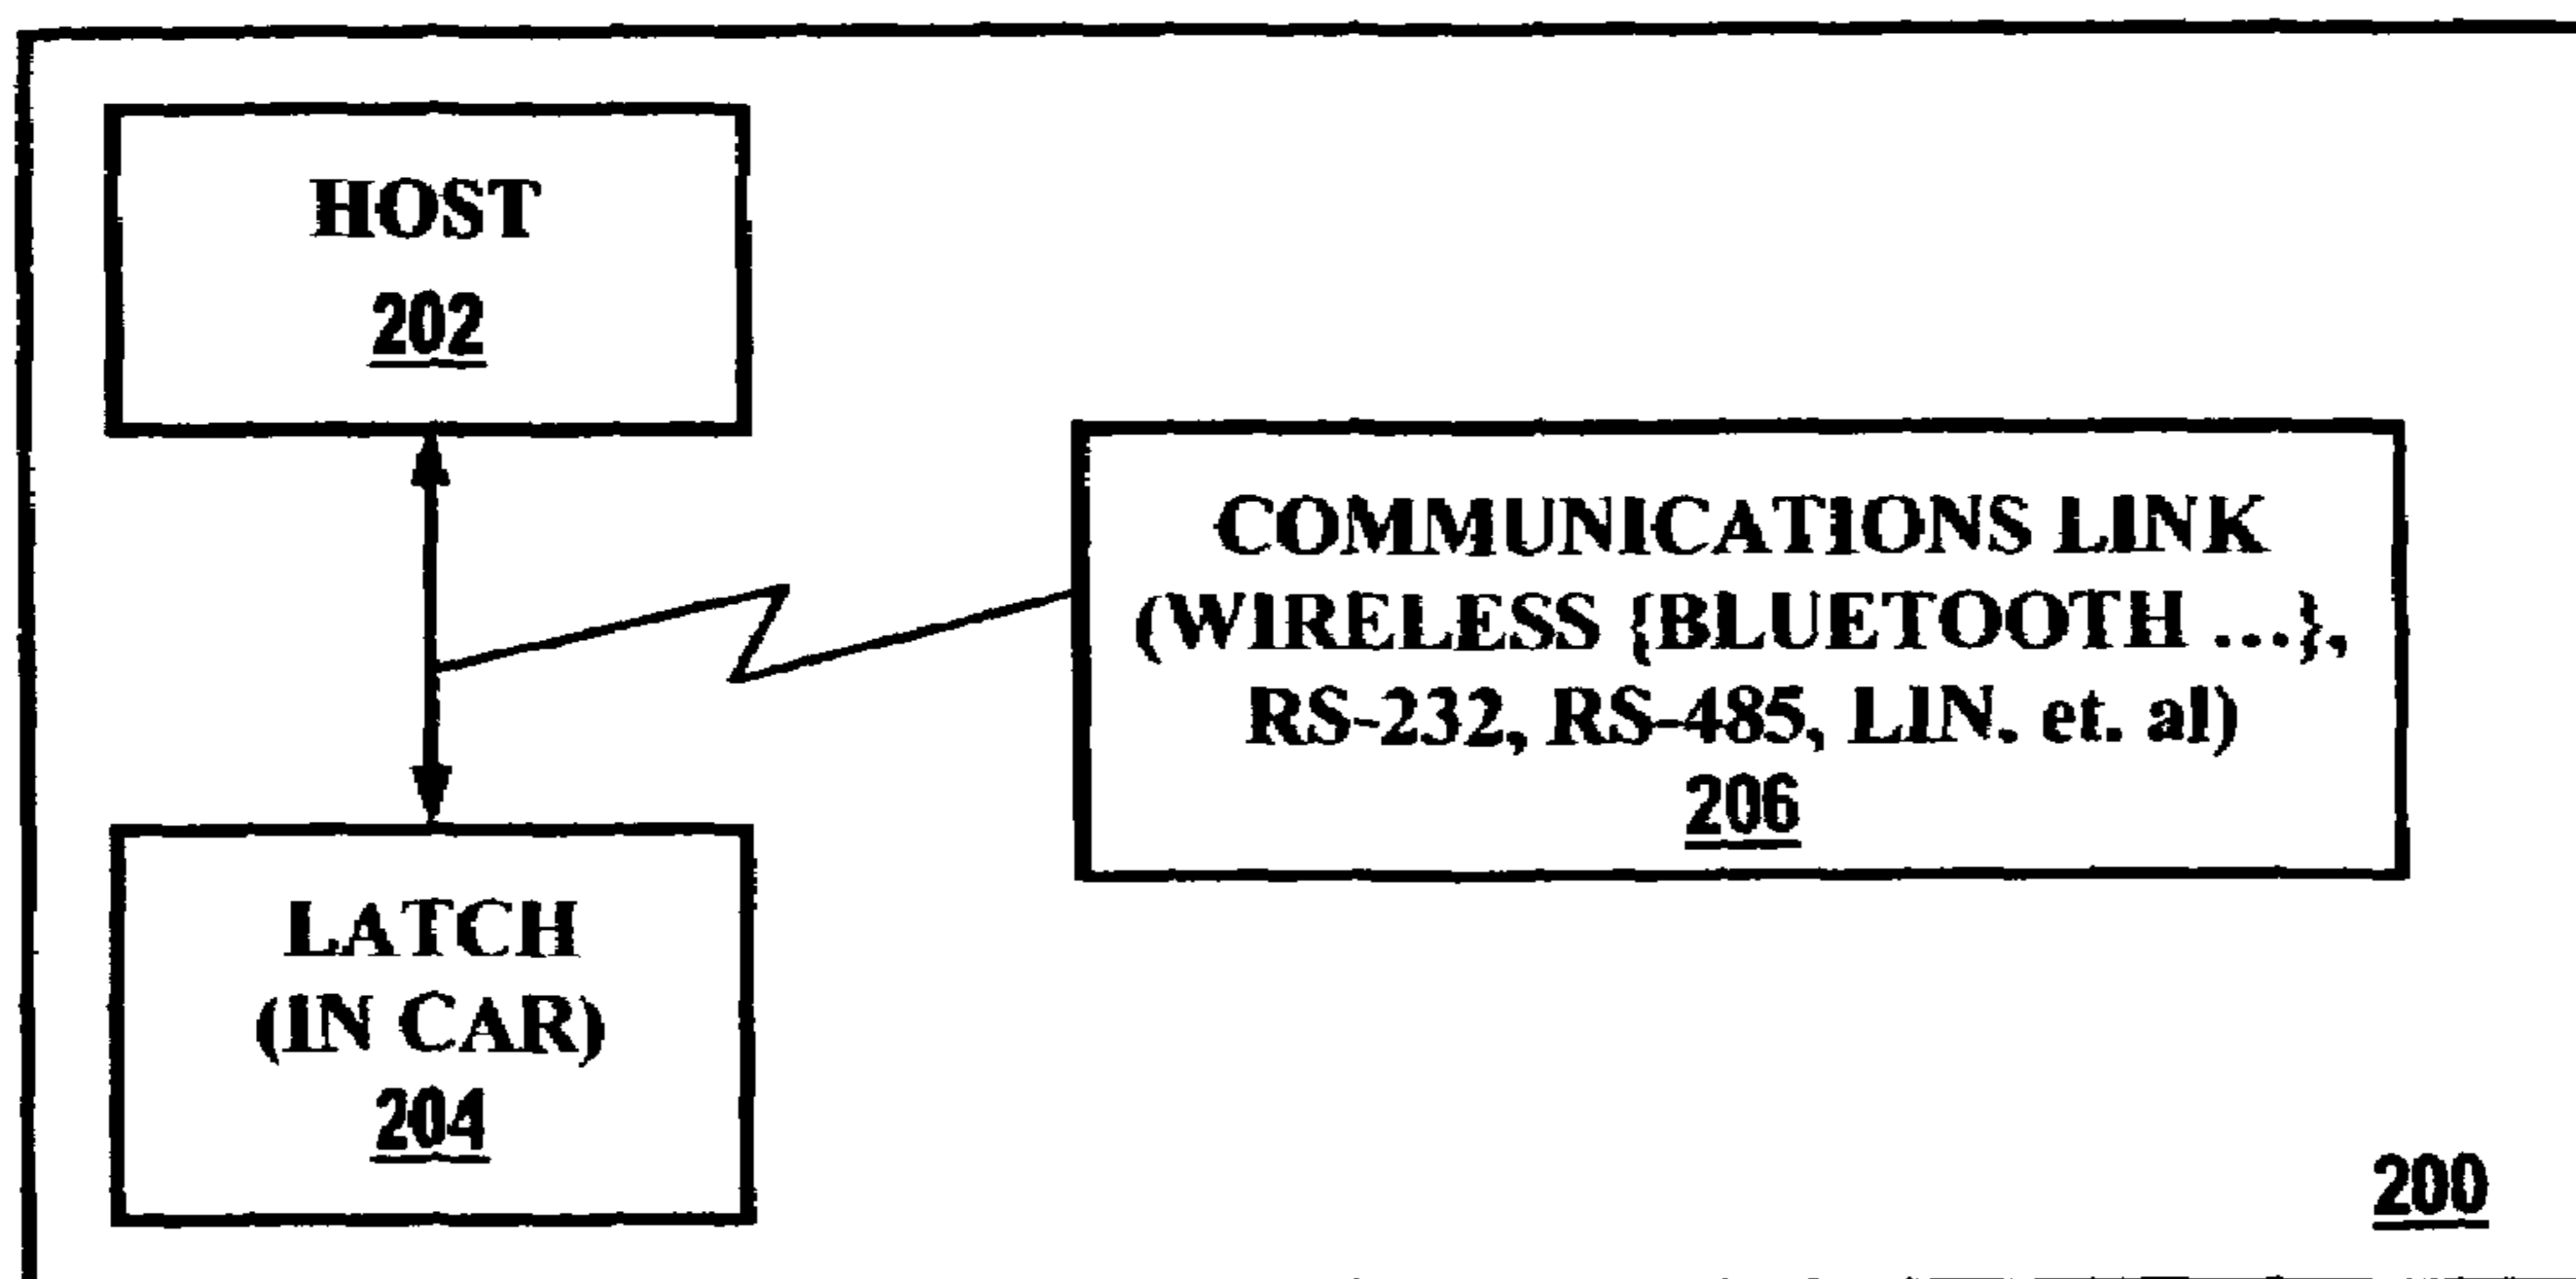 HOST
202
COMMUNICATIONS LINK
(WIRELESS {BLUETOOTH ...},
RS-232, RS-485, LIN. et. al)
206
LATCH
(IN CAR)
204
200